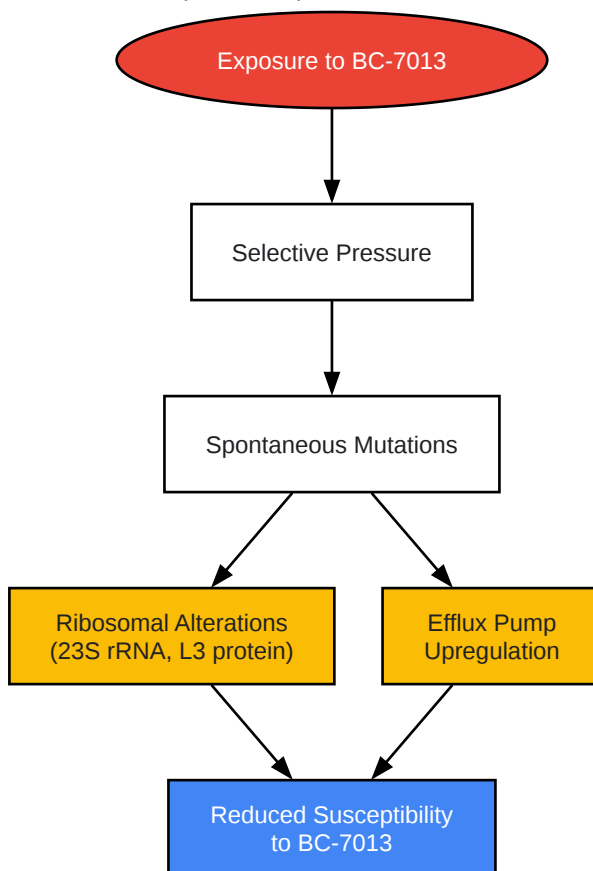 Exposure to BC-7013
Selective Pressure
Spontaneous Mutations
Ribosomal Alterations
(23S rRNA, L3 protein)
Efflux Pump
Upregulation
Reduced Susceptibility
to BC-7013